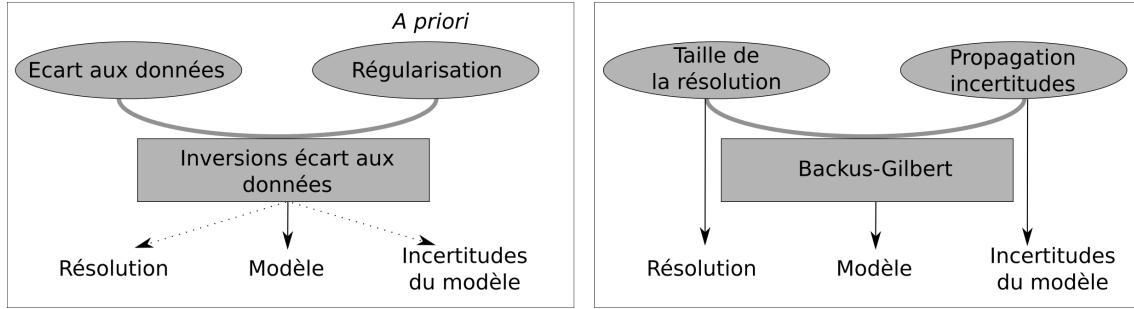 A priori
Ecart aux données
Régularisation
Inversions écart aux
données
Résolution
Modèle
Incertitudes
du modèle
Taille de
la résolution
Propagation
incertitudes
Backus-Gilbert
Résolution
Modèle
Incertitudes
du modèle